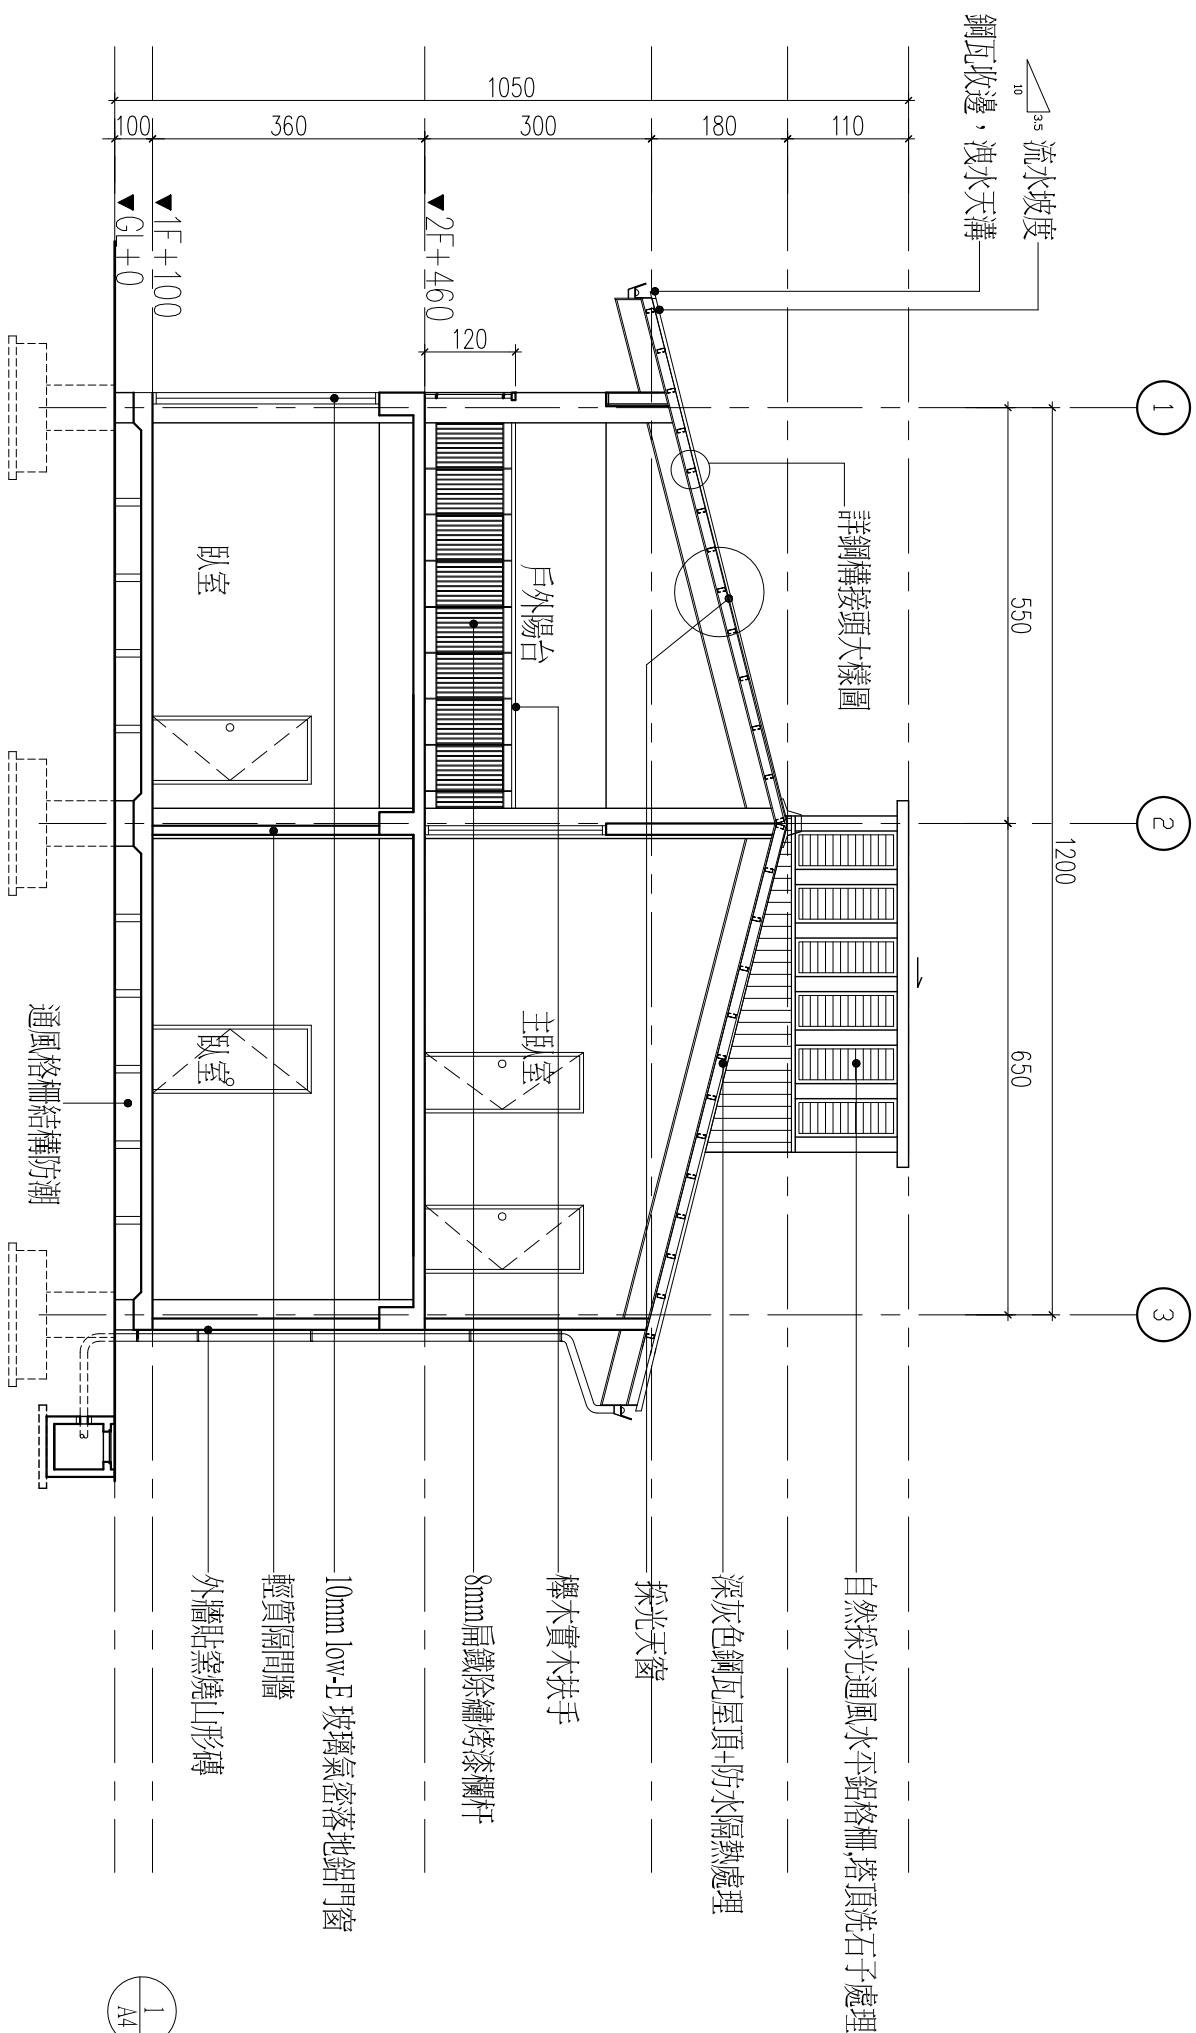 鋼瓦收邊，洩水天溝
流水坡度
10
3.5
1050
100
360
300
180
110
▼GL+0
▼1F+100
▼2F+460
120
1
2
3
1200
550
650
詳鋼構接頭大樣圖
戶外陽台
臥室
主臥室
臥室
通風格柵結構防潮
自然採光通風水平鋁格柵,塔頂洗石子處理
深灰色鋼瓦屋頂+防水隔熱處理
採光天窗
櫸木實木扶手
8mm扁鐵除鏽烤漆欄杆
10mm low-E 玻璃氣密落地鋁門窗
輕質隔間牆
外牆貼窯燒山形磚
1
A4